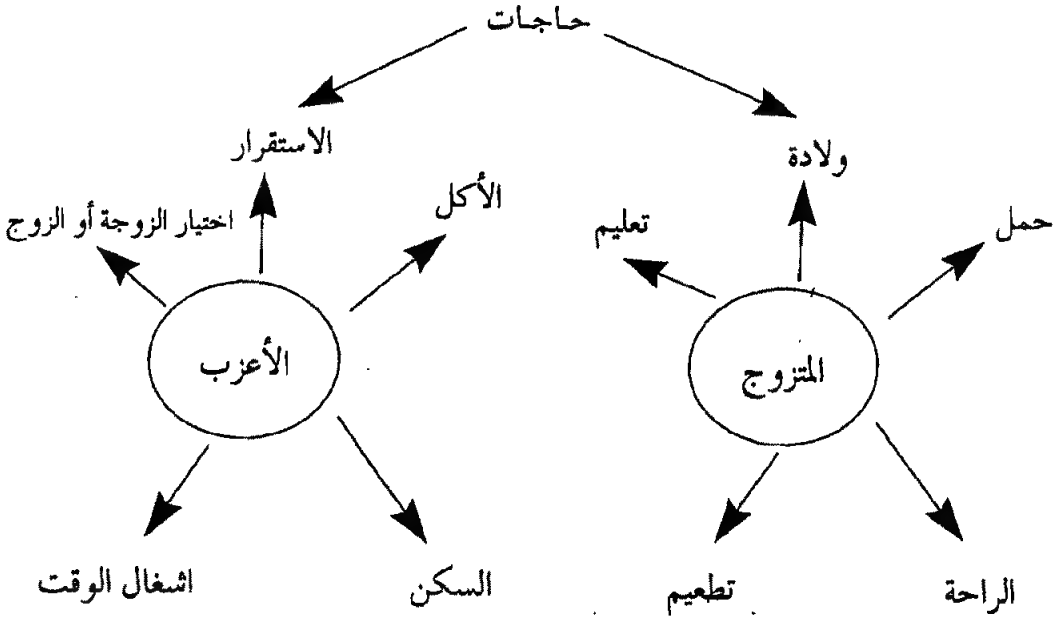 حاجات
ولادة
الاستقرار
حمل
تعليم
الأكل
اختيار الزوجة أو الزوج
المتزوج
الأعزب
الراحة
تطعيم
السكن
اشغال الوقت